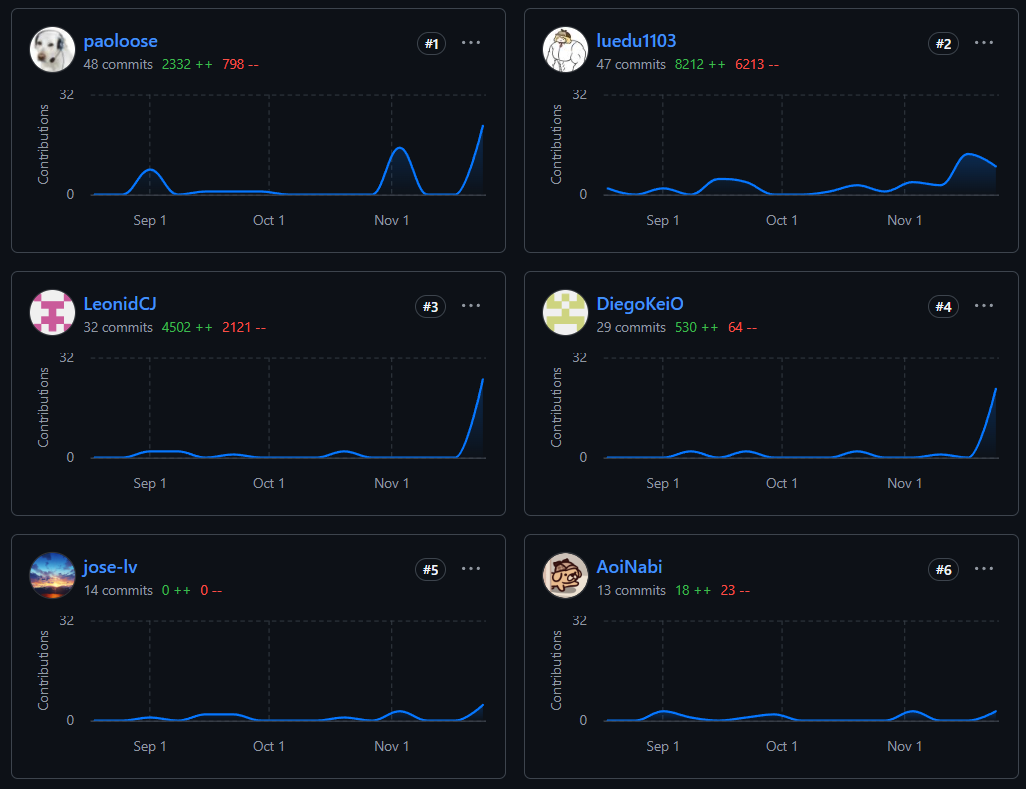 paoloose #1 ...
48 commits 2332 ++ 798 --
32
Contributions
0
Sep 1 Oct 1 Nov 1
luedu1103 #2 ...
47 commits 8212 ++ 6213 --
32
Contributions
0
Sep 1 Oct 1 Nov 1
LeonidCJ #3 ...
32 commits 4502 ++ 2121 --
32
Contributions
0
Sep 1 Oct 1 Nov 1
DiegoKeiO #4 ...
29 commits 530 ++ 64 --
32
Contributions
0
Sep 1 Oct 1 Nov 1
jose-lv #5 ...
14 commits 0 ++ 0 --
32
Contributions
0
Sep 1 Oct 1 Nov 1
AoiNabi #6 ...
13 commits 18 ++ 23 --
32
Contributions
0
Sep 1 Oct 1 Nov 1